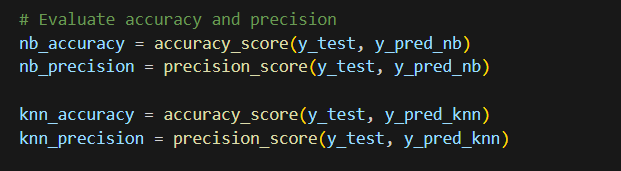 # Evaluate accuracy and precision
nb_accuracy = accuracy_score(y_test, y_pred_nb)
nb_precision = precision_score(y_test, y_pred_nb)
knn_accuracy = accuracy_score(y_test, y_pred_knn)
knn_precision = precision_score(y_test, y_pred_knn)